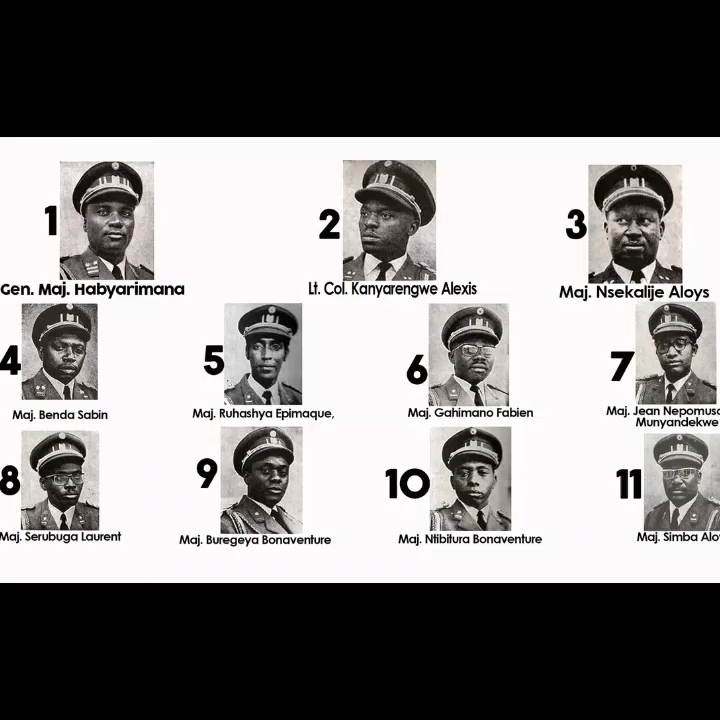 1
Gen. Maj. Habyarimana
2
Lt. Col. Kanyarengwe Alexis
3
Maj. Nsekalije Aloys
4
Maj. Benda Sabin
5
Maj. Ruhashya Epimaque,
6
Maj. Gahimano Fabien
7
Maj. Jean Nepomusc
Munyandekwe
8
Maj. Serubuga Laurent
9
Maj. Buregeya Bonaventure
10
Maj. Ntibitura Bonaventure
11
Maj. Simba Alo